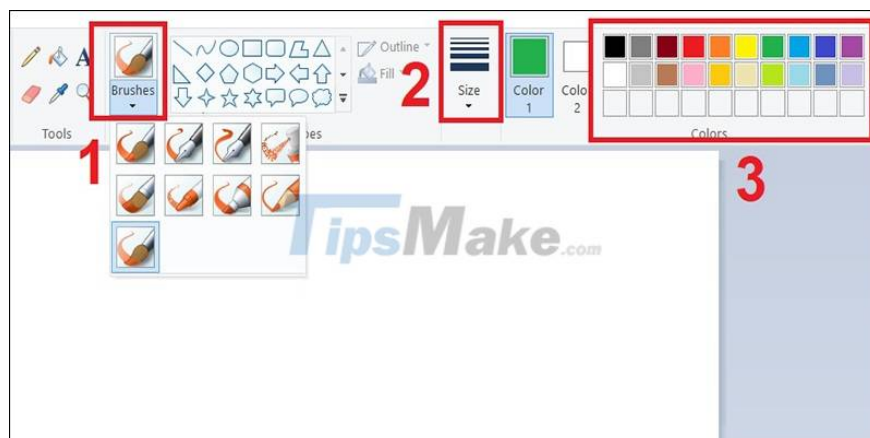 A
Brushes
1
Tools
pes
Outline
Fill
2
Size
Color
1
Colo
2
Colors
3
TipsMake.com